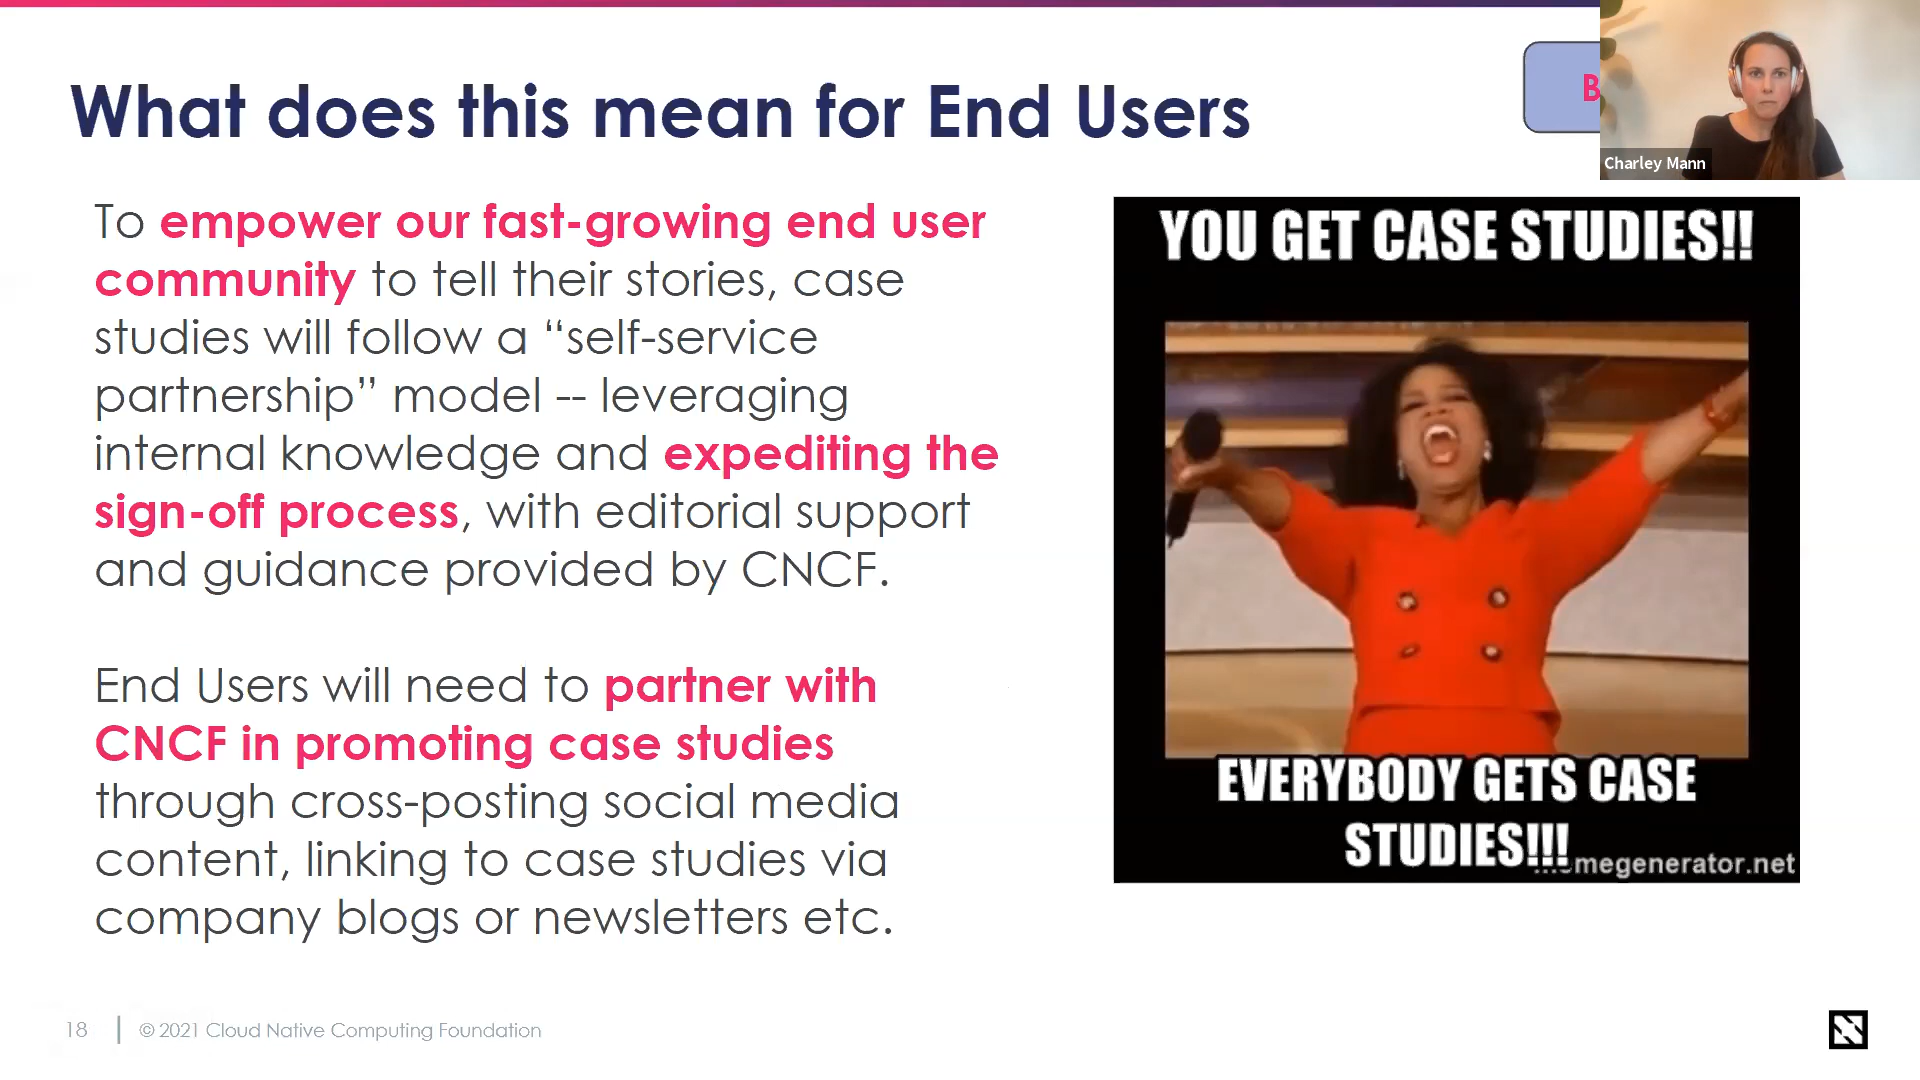 What does this mean for End Users
B
Charley Mann
To empower our fast-growing end user
community to tell their stories, case
studies will follow a “self-service
partnership” model -- leveraging
internal knowledge and expediting the
sign-off process, with editorial support
and guidance provided by CNCF.
End Users will need to partner with
CNCF in promoting case studies
through cross-posting social media
content, linking to case studies via
company blogs or newsletters etc.
YOU GET CASE STUDIES!!
EVERYBODY GETS CASE
STUDIES!!!
megenerator.net
18
© 2021 Cloud Native Computing Foundation